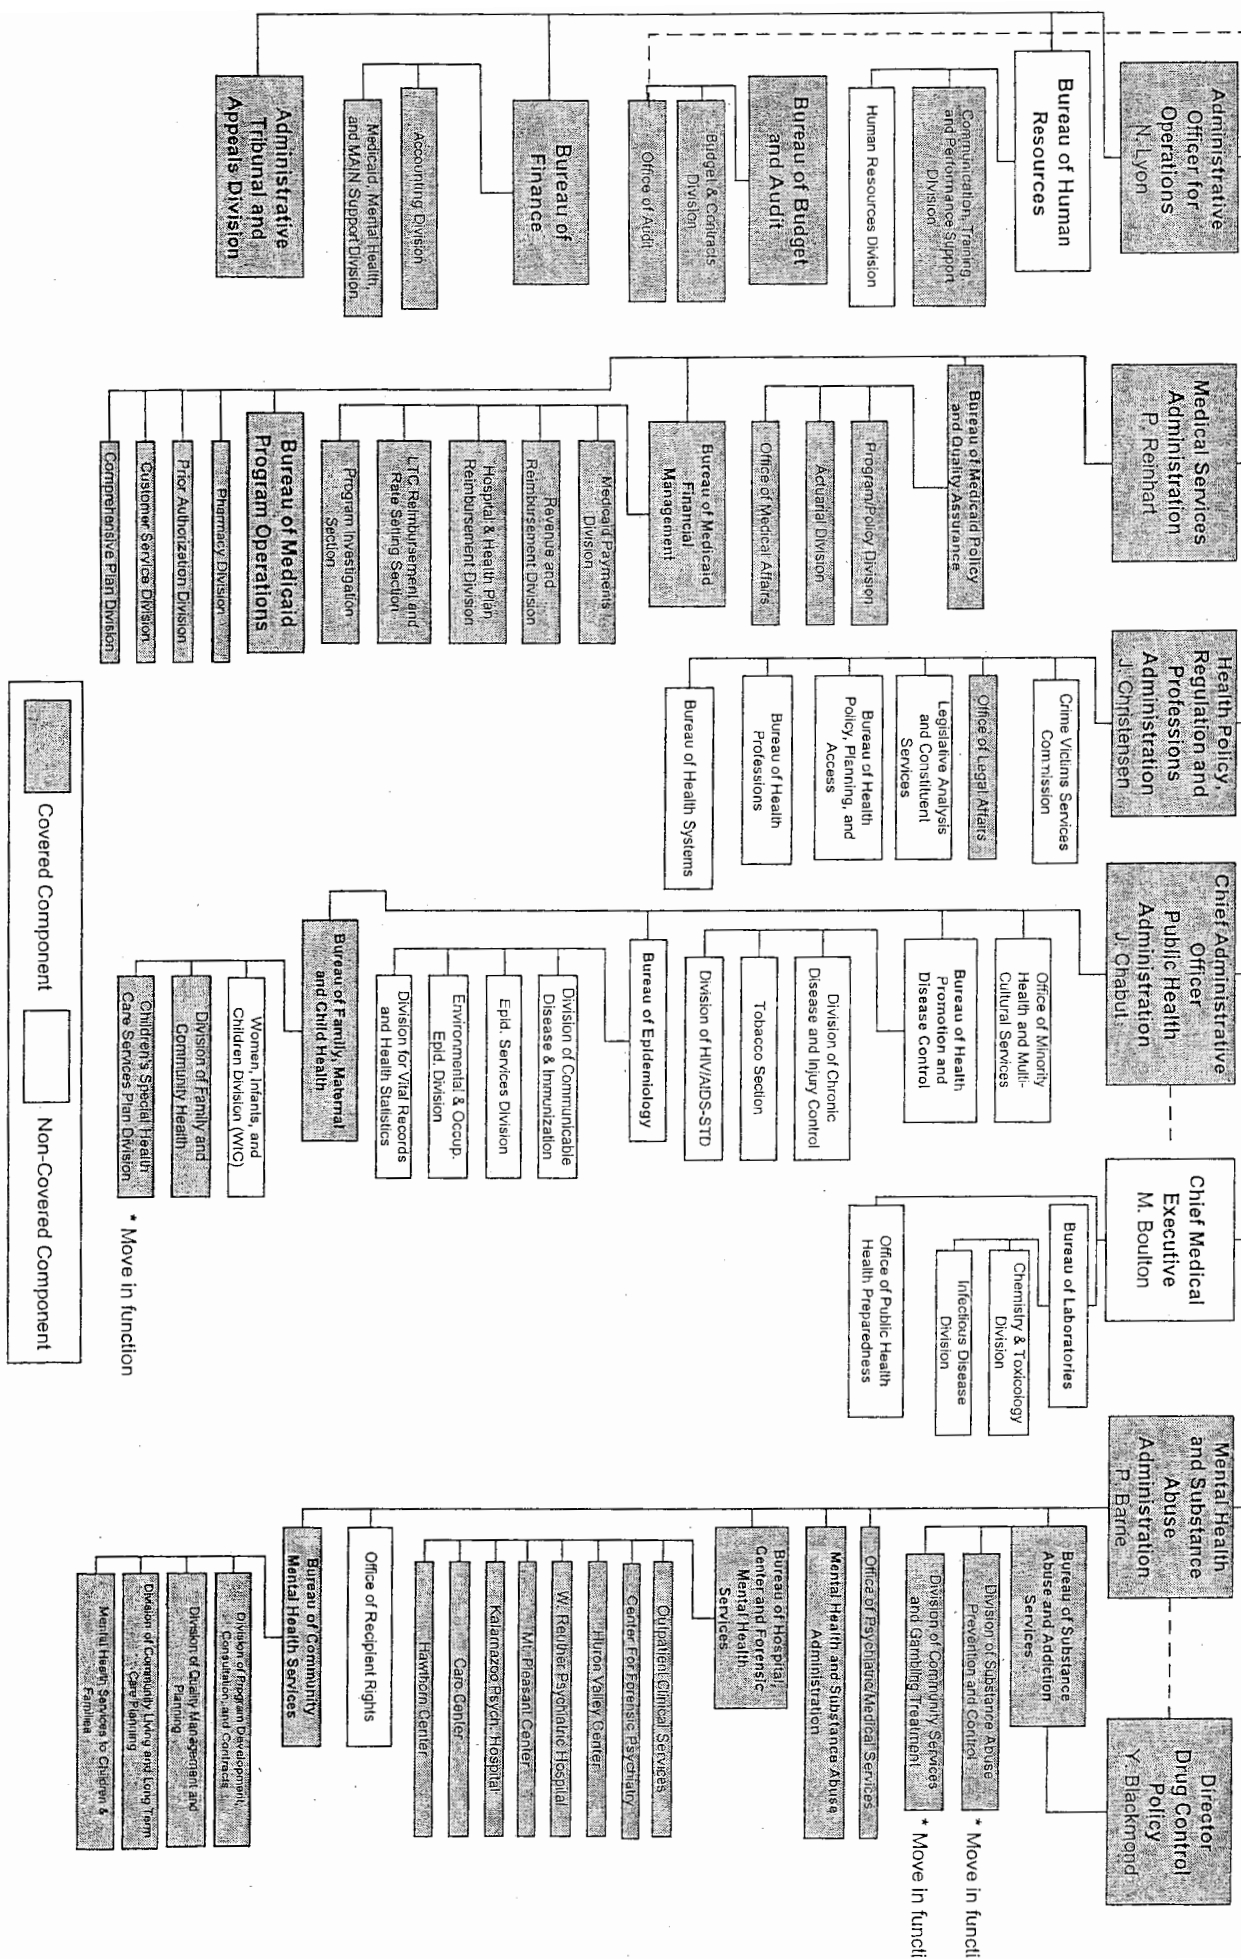 Administrative
Officer for
Operations
N. Lyon
Bureau of Human
Resources
Communication, Training,
and Performance Support
Division
Human Resources Division
Bureau of Budget
and Audit
Budget & Contracts
Division
Office of Audit
Bureau of
Finance
Accounting Division
Medicaid, Mental Health,
and MAIN Support Division
Administrative
Tribunal and
Appeals Division
Medical Services
Administration
P. Reinhart
Bureau of Medicaid Policy
and Quality Assurance
Program/Policy Division
Actuarial Division
Office of Medical Affairs
Bureau of Medicaid
Financial
Management
Medicaid Payments
Division
Revenue and
Reimbursement Division
Hospital & Health Plan
Reimbursement Division
LTC Reimbursement and
Rate Setting Section
Program Investigation
Section
Bureau of Medicaid
Program Operations
Pharmacy Division
Prior Authorization Division
Customer Service Division
Comprehensive Plan Division
Health Policy,
Regulation and
Professions
Administration
J. Christensen
Crime Victims Services
Commission
Office of Legal Affairs
Legislative Analysis
and Constituent
Services
Bureau of Health
Policy, Planning, and
Access
Bureau of Health
Professions
Bureau of Health Systems
Chief Administrative
Officer
Public Health
Administration
J. Chabut
Office of Minority
Health and Multi-
Cultural Services
Bureau of Health
Promotion and
Disease Control
Division of Chronic
Disease and Injury Control
Tobacco Section
Division of HIV/AIDS-STD
Bureau of Epidemiology
Division of Communicable
Disease & Immunization
Epid. Services Division
Environmental & Occup.
Epid. Division
Division for Vital Records
and Health Statistics
Bureau of Family, Maternal
and Child Health
Women, Infants, and
Children Division (WIC)
Division of Family and
Community Health
Children's Special Health
Care Services Plan Division
* Move in function
Chief Medical
Executive
M. Boulton
Bureau of Laboratories
Chemistry & Toxicology
Division
Infectious Disease
Division
Office of Public Health
Health Preparedness
Mental Health
and Substance
Abuse
Administration
P. Barrie
Bureau of Substance
Abuse and Addiction
Services
Division of Substance Abuse
Prevention and Control
* Move in functi
Division of Community Services
and Gambling Treatment
* Move in functi
Office of Psychiatric/Medical Services
Mental Health and Substance Abuse
Administration
Bureau of Hospital,
Center and Forensic
Mental Health
Services
Outpatient Clinical Services
Center For Forensic Psychiatry
Huron Valley Center
W. Reuther Psychiatric Hospital
Mt. Pleasant Center
Kalamazoo Psych. Hospital
Caro Center
Hawthorn Center
Office of Recipient Rights
Bureau of Community
Mental Health Services
Division of Program Development,
Consultation and Contracts
Division of Quality Management and
Planning
Division of Community Living and Long Term
Care Planning
Mental Health Services to Children &
Families
Director
Drug Control
Policy
Y. Blackmond
Covered Component
Non-Covered Component